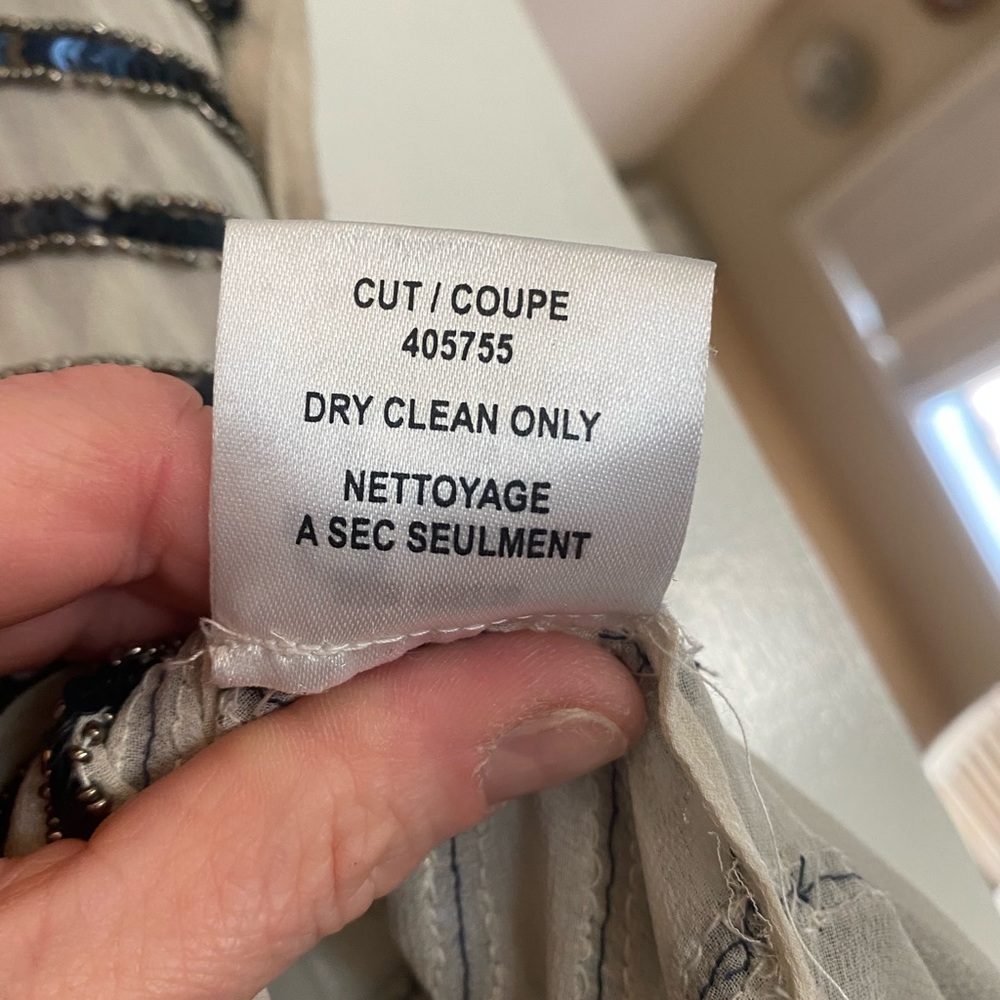 CUT / COUPE
405755
DRY CLEAN ONLY
NETTOYAGE
A SEC SEULMENT